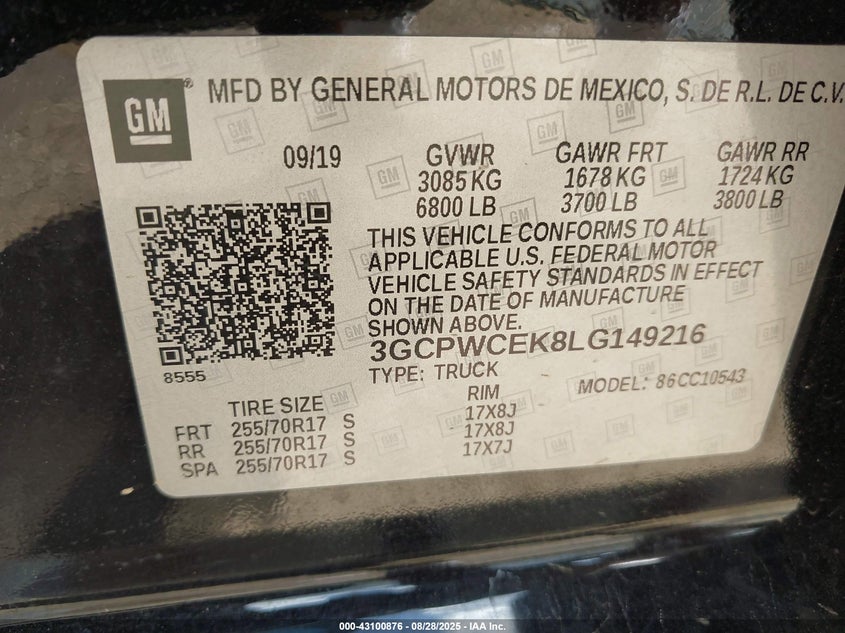 GM ® MFD BY GENERAL MOTORS DE MEXICO, S. DE R.L. DE C.V.
09/19 GVWR GAWR FRT GAWR RR
3085 KG 1678 KG 1724 KG
6800 LB 3700 LB 3800 LB
THIS VEHICLE CONFORMS TO ALL
APPLICABLE U.S. FEDERAL MOTOR
VEHICLE SAFETY STANDARDS IN EFFECT
ON THE DATE OF MANUFACTURE
SHOWN ABOVE.
3GCPWCEK8LG149216
8555 TYPE: TRUCK MODEL: 86CC10543
TIRE SIZE RIM
FRT 255/70R17 S 17X8J
RR 255/70R17 S 17X8J
SPA 255/70R17 S 17X7J
000-43100876 - 08/28/2025 - IAA Inc.